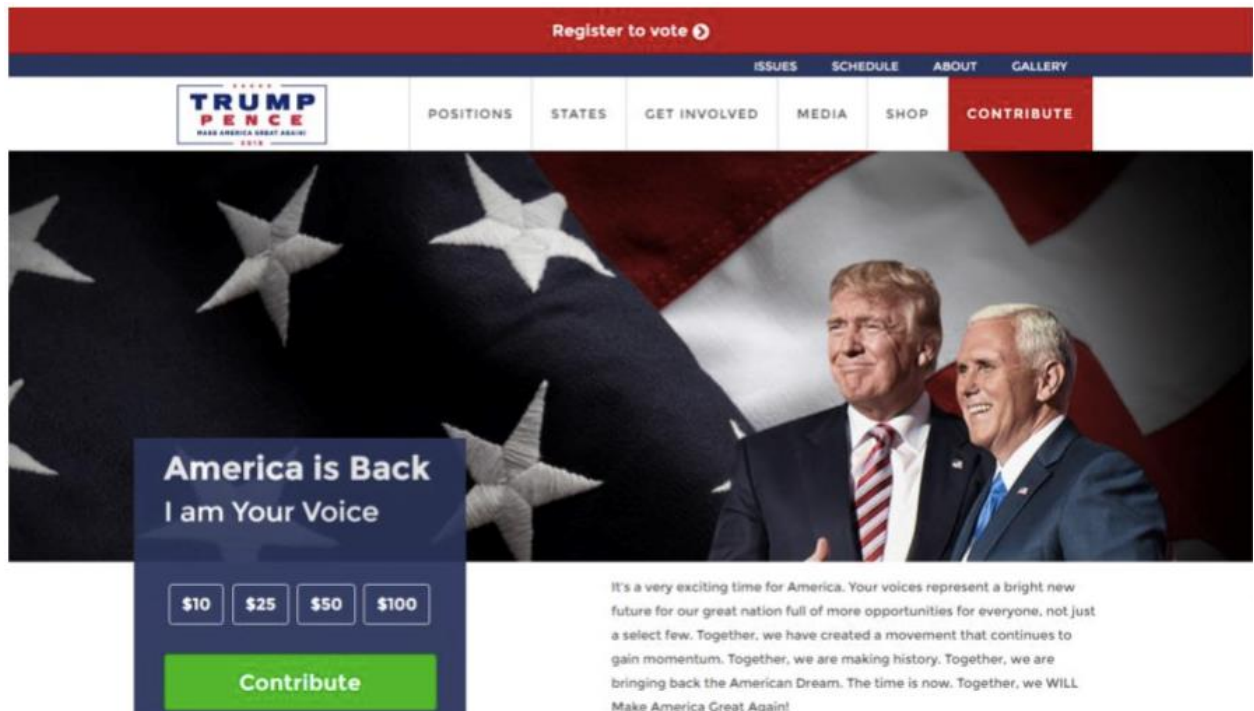 Register to vote
ISSUES SCHEDULE ABOUT GALLERY
TRUMP
PENCE
MAKE AMERICA GREAT AGAIN!
2016
POSITIONS STATES GET INVOLVED MEDIA SHOP CONTRIBUTE
America is Back
I am Your Voice
$10 $25 $50 $100
Contribute
It's a very exciting time for America. Your voices represent a bright new
future for our great nation full of more opportunities for everyone, not just
a select few. Together, we have created a movement that continues to
gain momentum. Together, we are making history. Together, we are
bringing back the American Dream. The time is now. Together, we WILL
Make America Great Again!